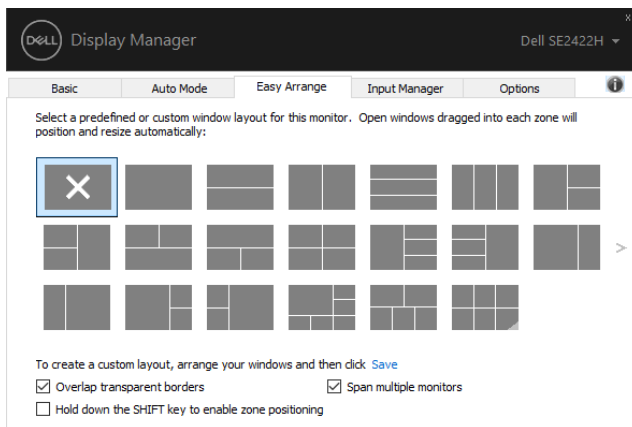 DELL Display Manager
Dell SE2422H
Basic Auto Mode Easy Arrange Input Manager Options
Select a predefined or custom window layout for this monitor. Open windows dragged into each zone will
position and resize automatically:
To create a custom layout, arrange your windows and then click Save
Overlap transparent borders
Span multiple monitors
Hold down the SHIFT key to enable zone positioning